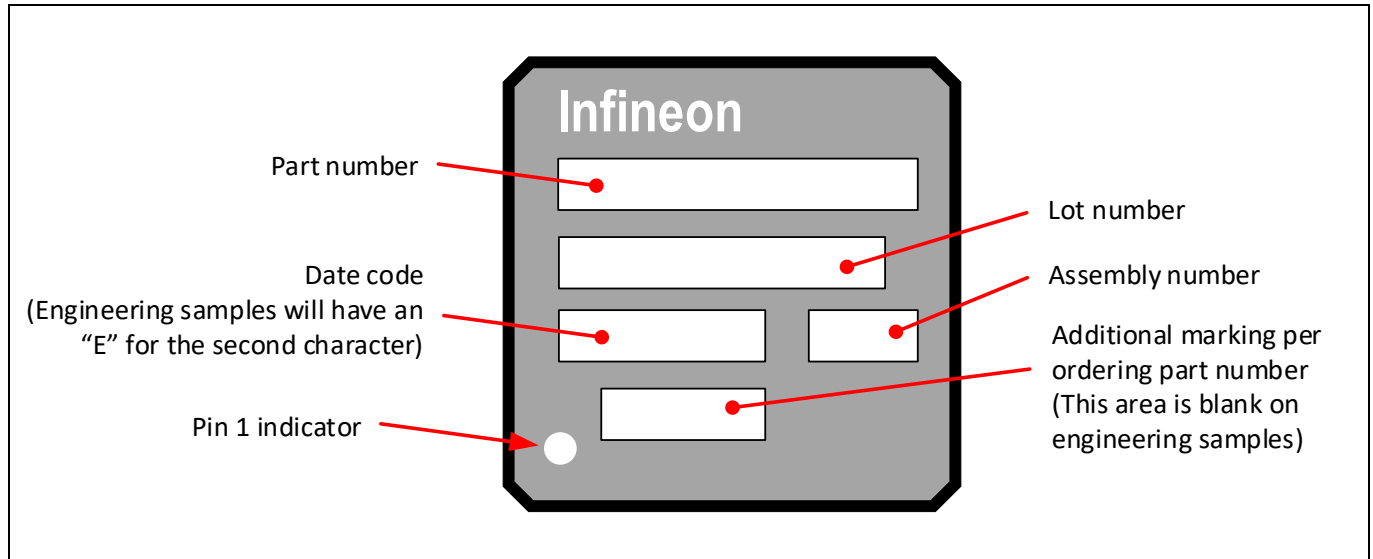 Infineon
Part number
Lot number
Date code
(Engineering samples will have an
“E” for the second character)
Assembly number
Additional marking per
ordering part number
(This area is blank on
engineering samples)
Pin 1 indicator